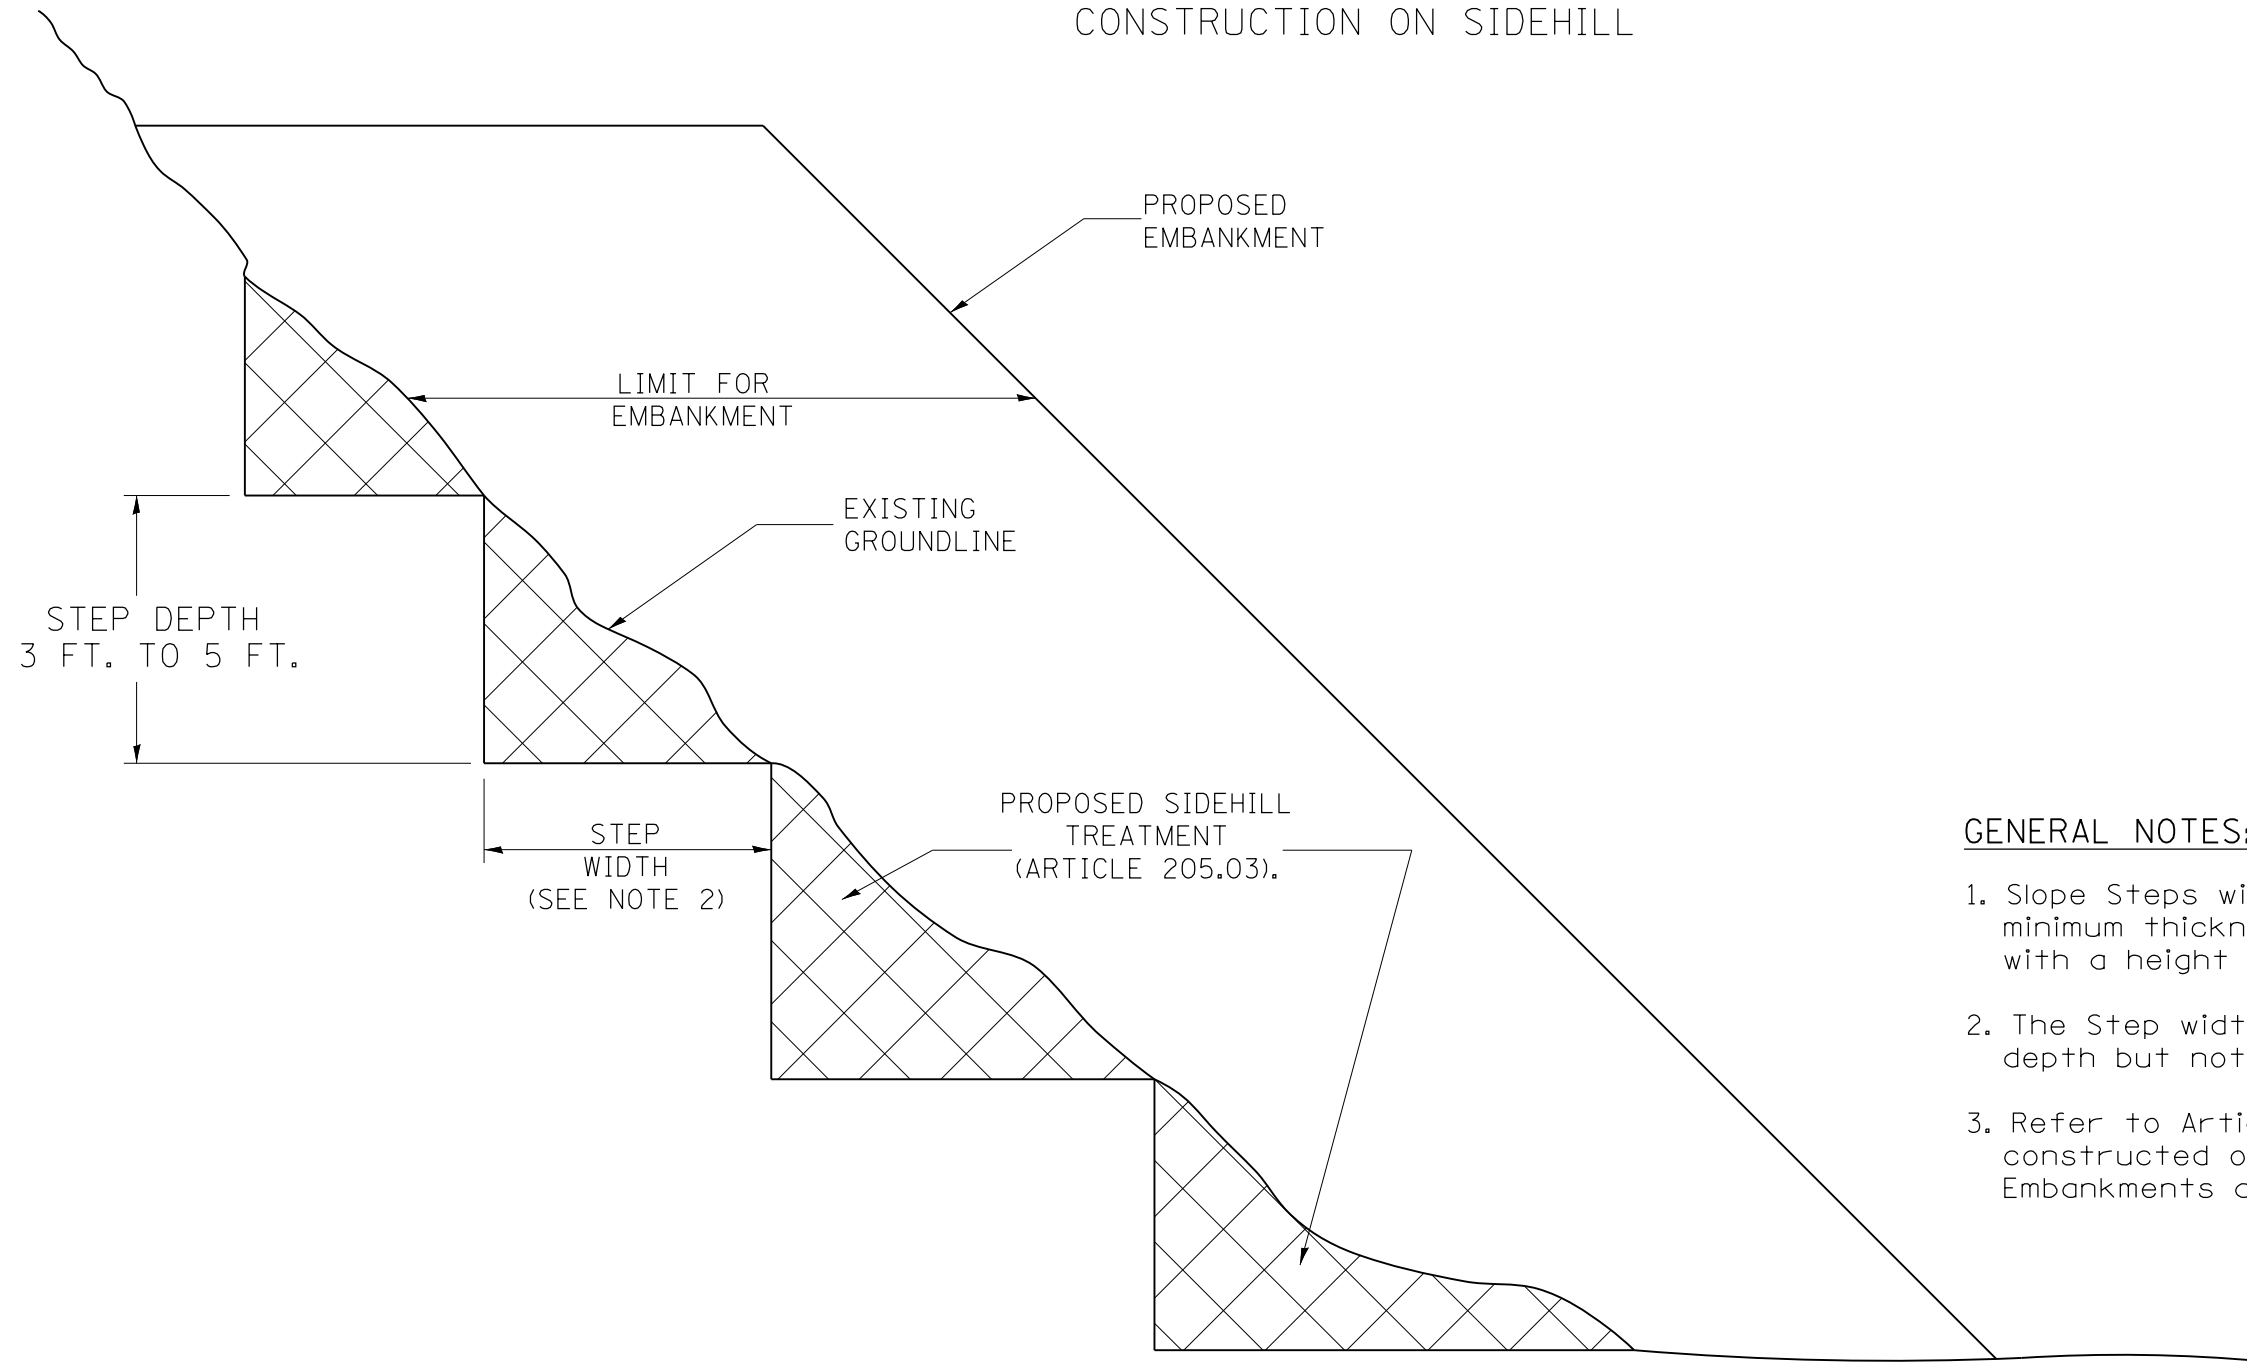 CONSTRUCTION ON SIDEHILL
PROPOSED
EMBANKMENT
LIMIT FOR
EMBANKMENT
EXISTING
GROUNDLINE
STEP DEPTH
3 FT. TO 5 FT.
PROPOSED SIDEHILL
TREATMENT
(ARTICLE 205.03).
STEP
WIDTH
(SEE NOTE 2)
GENERAL NOTES:
1. Slope Steps
minimum
with a height
2. The Step
depth but not
3. Refer to
constructed
Embankments